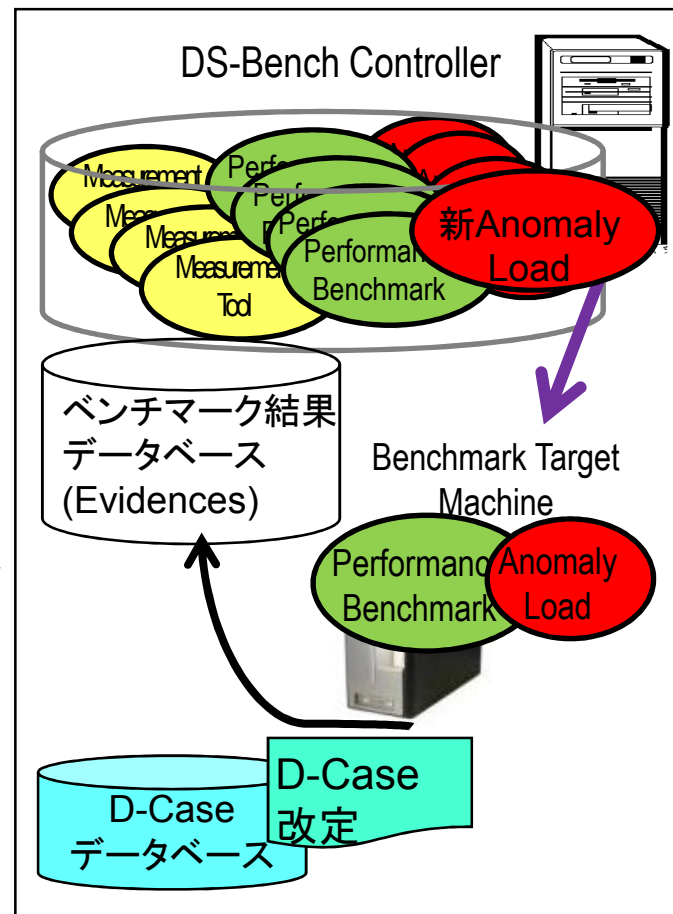 DS-Bench Controller
Measurement
Measurement
Tool
Performance
Benchmark
新Anomaly
Load
ベンチマーク結果
データベース
(Evidences)
Benchmark Target
Machine
Performance
Benchmark
Anomaly
Load
D-Case
改定
D-Case
データベース